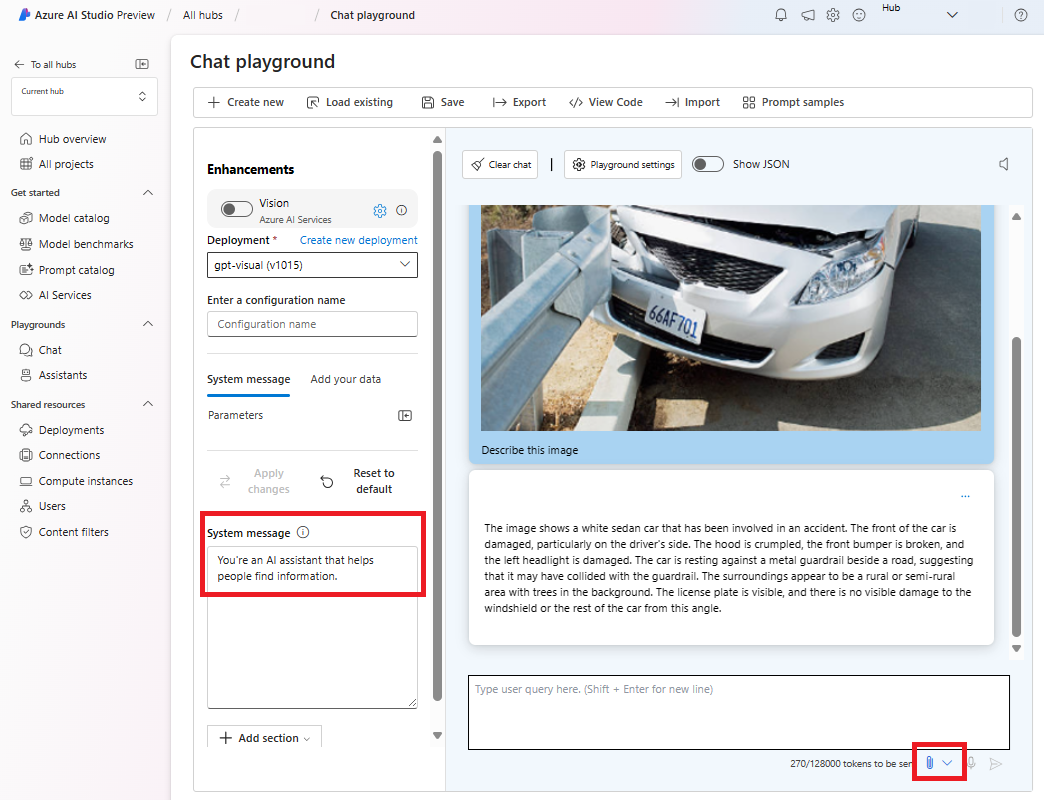 Azure AI Studio Preview / All hubs / / Chat playground
Hub
To all hubs
Current hub
Hub overview
All projects
Get started
Model catalog
Model benchmarks
Prompt catalog
AI Services
Playgrounds
Chat
Assistants
Shared resources
Deployments
Connections
Compute instances
Users
Content filters
Chat playground
Create new
Load existing
Save
Export
View Code
Import
Prompt samples
Enhancements
Vision
Azure AI Services
Deployment *
Create new deployment
gpt-visual (v1015)
Enter a configuration name
Configuration name
System message
Add your data
Parameters
Apply
changes
Reset to
default
System message
You're an AI assistant that helps
people find information.
Add section
Clear chat
Playground settings
Show JSON
66AF701
Describe this image
...
The image shows a white sedan car that has been involved in an accident. The front of the car is
damaged, particularly on the driver's side. The hood is crumpled, the front bumper is broken, and
the left headlight is damaged. The car is resting against a metal guardrail beside a road, suggesting
that it may have collided with the guardrail. The surroundings appear to be a rural or semi-rural
area with trees in the background. The license plate is visible, and there is no visible damage to the
windshield or the rest of the car from this angle.
Type user query here. (Shift + Enter for new line)
270/128000 tokens to be